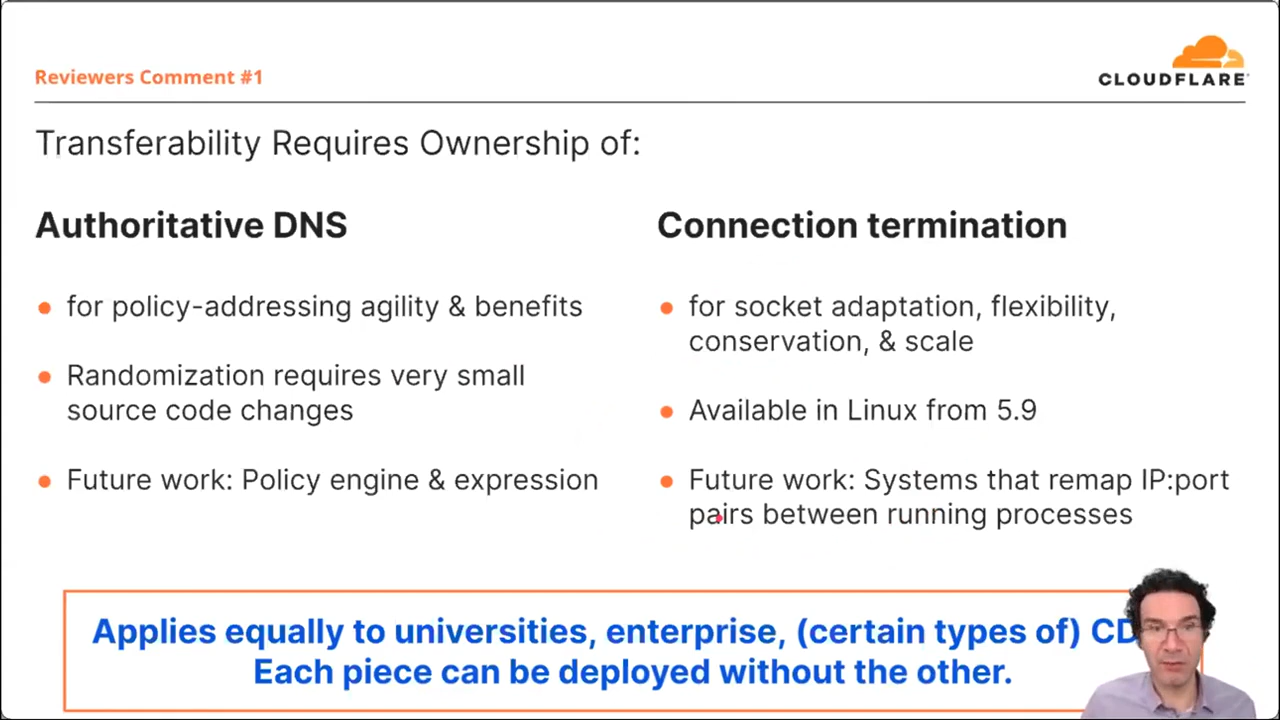 Reviewers Comment #1
CLOUDFLARE
Transferability Requires Ownership of:
Authoritative DNS
• for policy-addressing agility & benefits
• Randomization requires very small
source code changes
• Future work: Policy engine & expression
Connection termination
• for socket adaptation, flexibility,
conservation, & scale
• Available in Linux from 5.9
• Future work: Systems that remap IP:port
pairs between running processes
Applies equally to universities, enterprise, (certain types of)
Each piece can be deployed without the other.